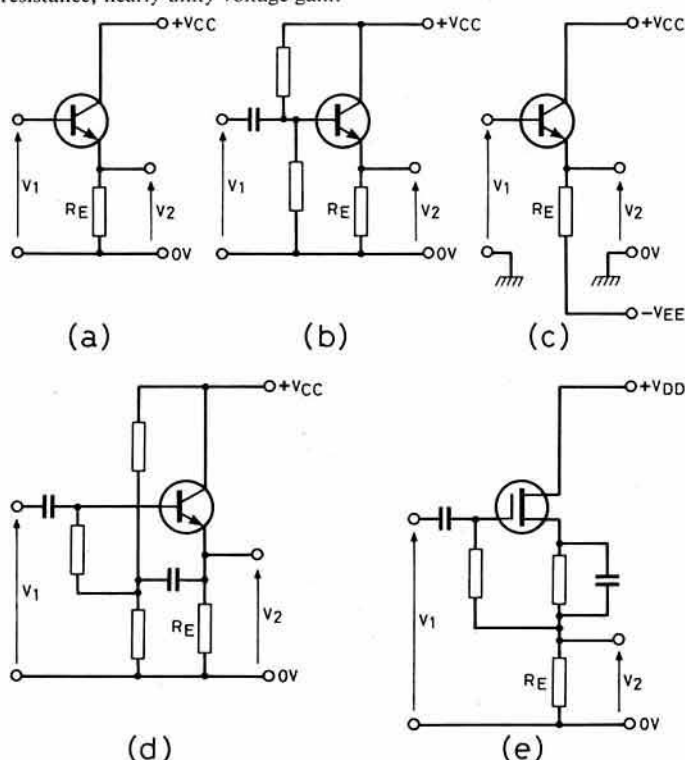 resistance, nearly unity voltage gain.
+VCC +VCC +VCC
V1 RE V2 V1 RE V2 V1 RE V2
0V 0V 0V
-VEE
(a) (b) (c)
+VCC +VDD
V1 RE V2 V1 RE V2
0V 0V
(d) (e)